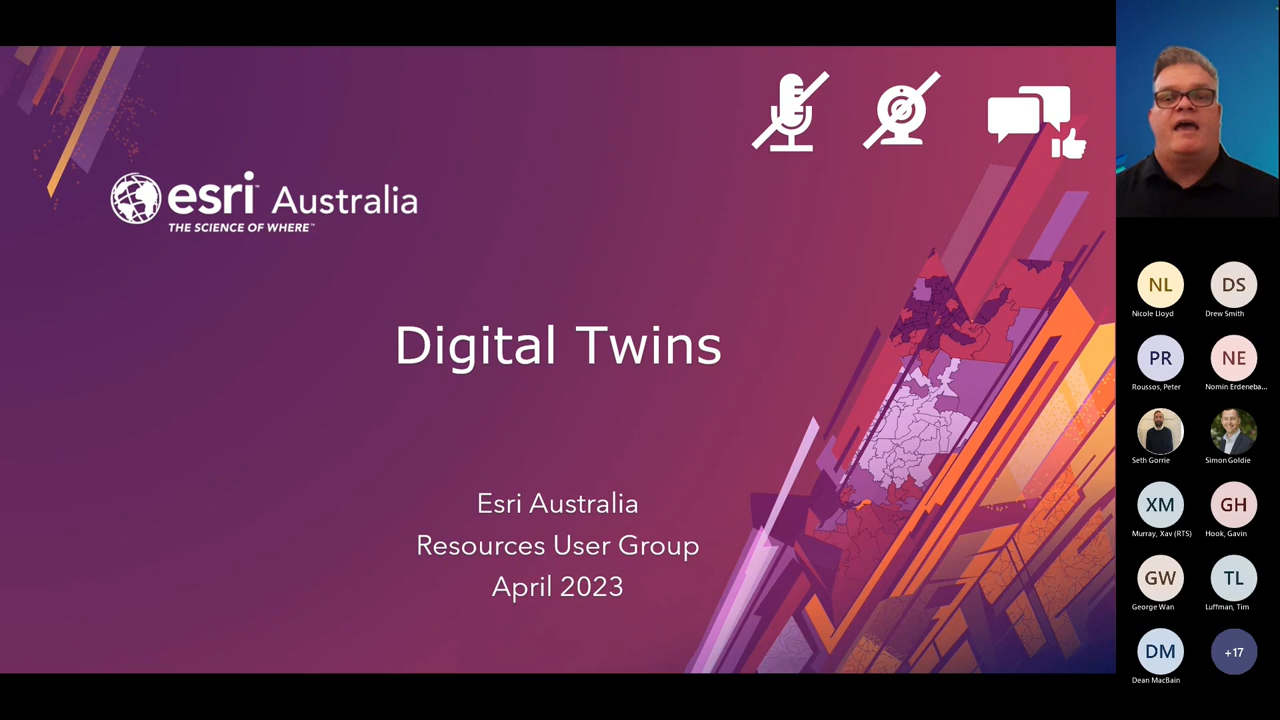 esri Australia
THE SCIENCE OF WHERE™
Digital Twins
Esri Australia
Resources User Group
April 2023
NL
DS
Nicole Lloyd
Drew Smith
PR
NE
Roussos, Peter
Nomin Erdeneba...
Seth Gorrie
Simon Goldie
XM
GH
Murray, Xav (RTS)
Hook, Gavin
GW
TL
George Wan
Luffman, Tim
DM
+17
Dean MacBain